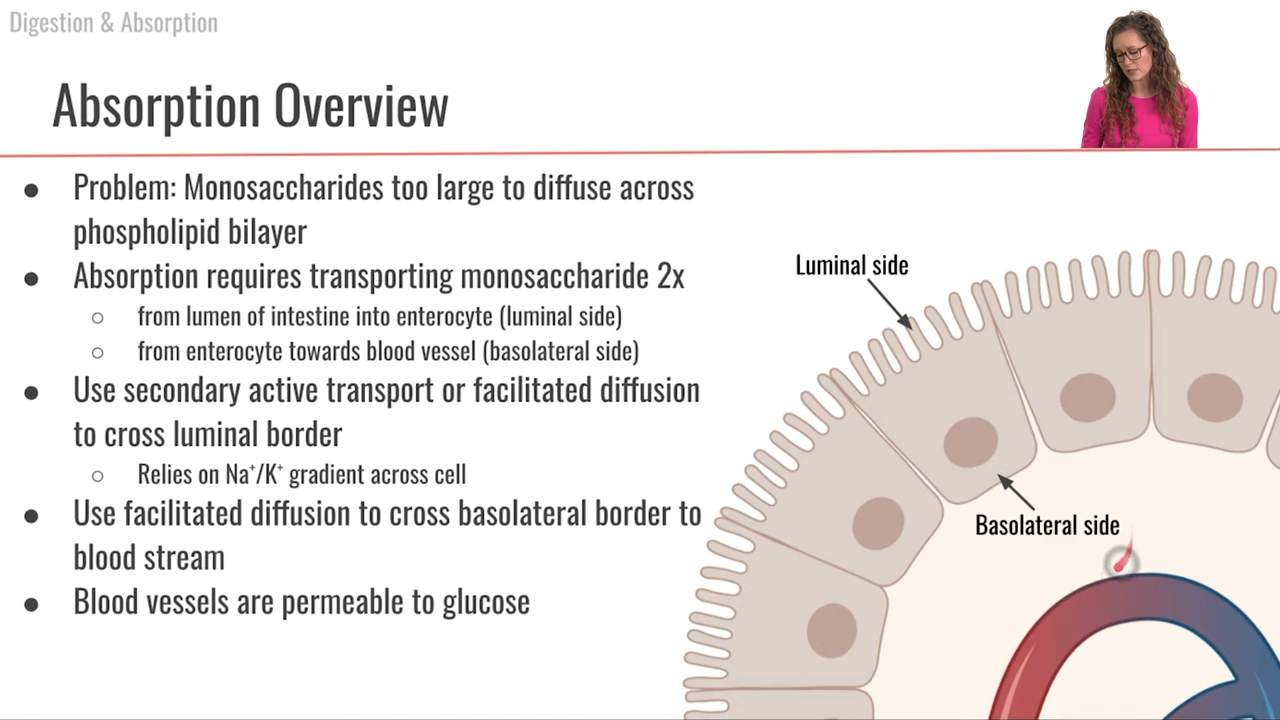 Digestion & Absorption
Absorption Overview
● Problem: Monosaccharides too large to diffuse across
phospholipid bilayer
● Absorption requires transporting monosaccharide 2x
○ from lumen of intestine into enterocyte (luminal side)
○ from enterocyte towards blood vessel (basolateral side)
● Use secondary active transport or facilitated diffusion
to cross luminal border
○ Relies on Na⁺/K⁺ gradient across cell
● Use facilitated diffusion to cross basolateral border to
blood stream
● Blood vessels are permeable to glucose
Luminal side
Basolateral side